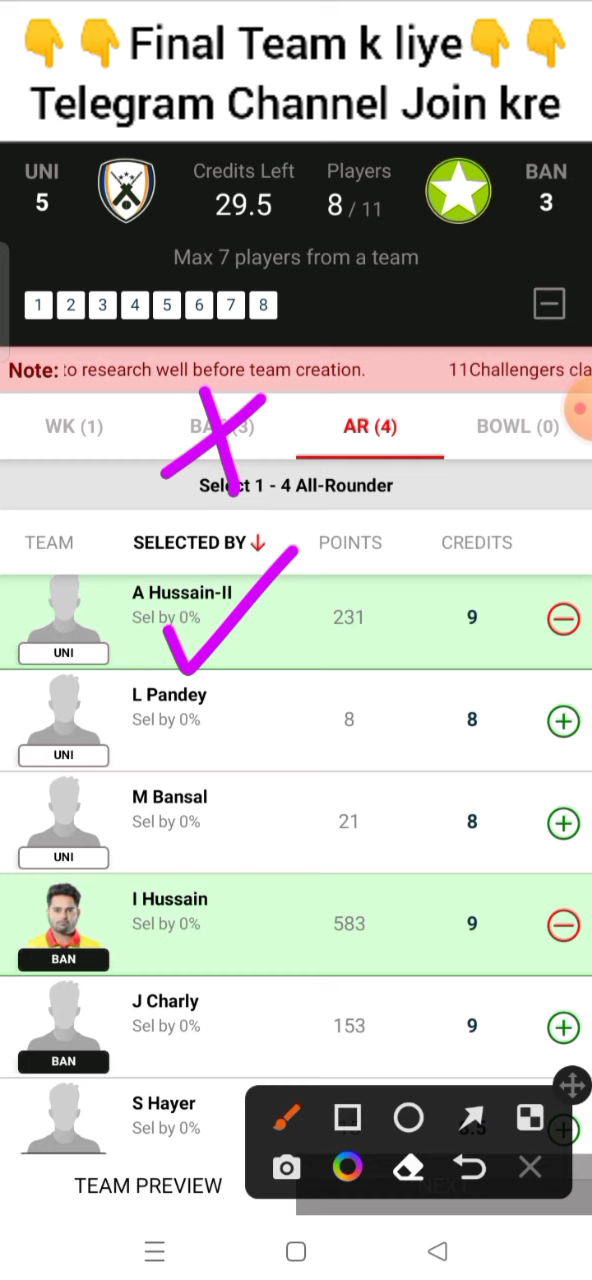 👇 👇Final Team k liye👇 👇
Telegram Channel Join kre
UNI
Credits Left
Players
BAN
5
29.5
8 / 11
3
Max 7 players from a team
1 2 3 4 5 6 7 8
Note: to research well before team creation. 11Challengers cla
WK (1)
(3)
AR (4)
BOWL (0)
Select 1 - 4 All-Rounder
TEAM
SELECTED BY
POINTS
CREDITS
A Hussain-II
Sel by 0%
231
9
UNI
L Pandey
Sel by 0%
8
8
UNI
M Bansal
Sel by 0%
21
8
UNI
I Hussain
Sel by 0%
583
9
BAN
J Charly
Sel by 0%
153
9
BAN
S Hayer
Sel by 0%
TEAM PREVIEW